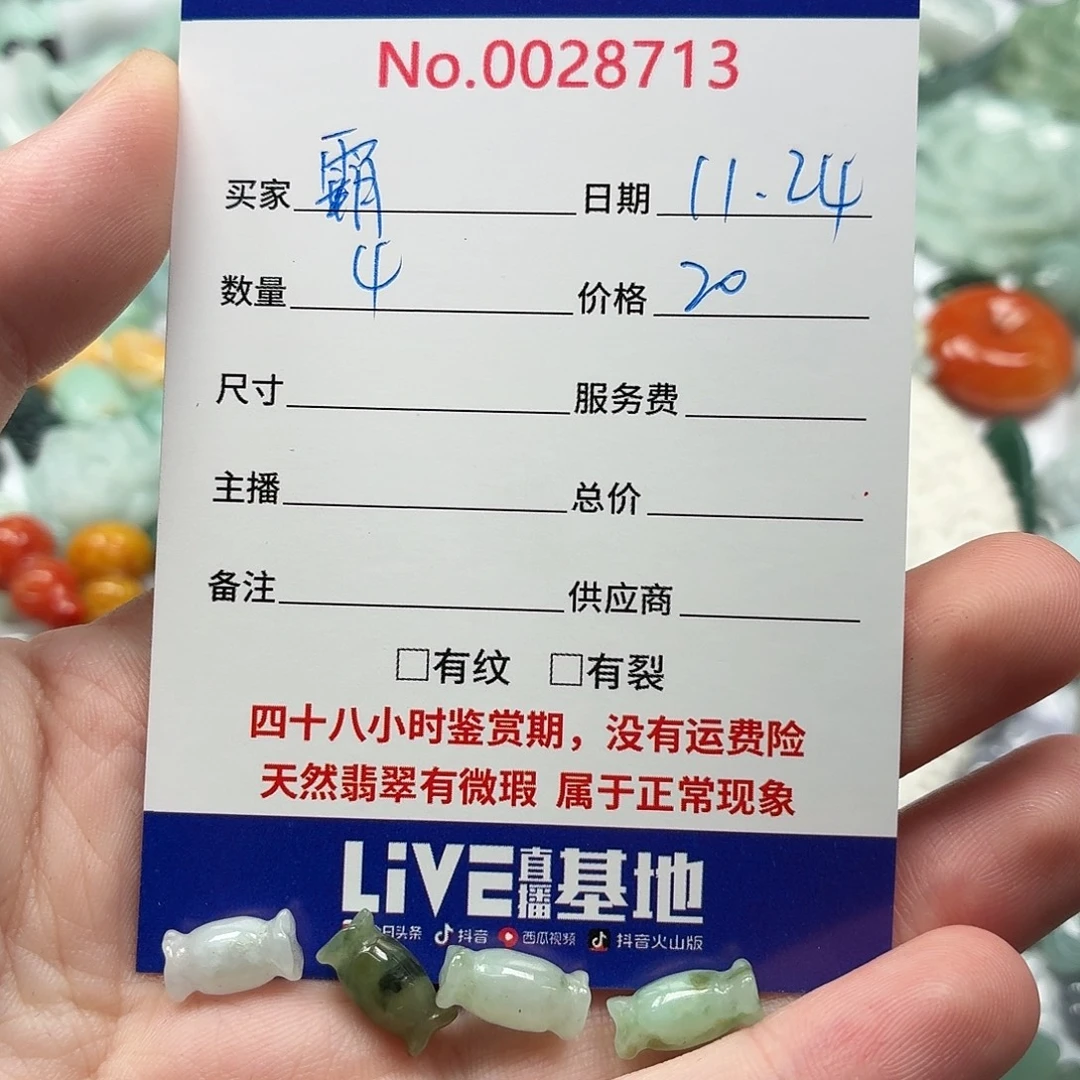 No.0028713
买家 霸 日期 11.24
数量 4 价格 20
尺寸 服务费
主播 总价
备注 供应商
□有纹 □有裂
四十八小时鉴赏期，没有运费险
天然翡翠有微瑕 属于正常现象
LiVE直播基地
日头条 抖音 西瓜视频 抖音火山版